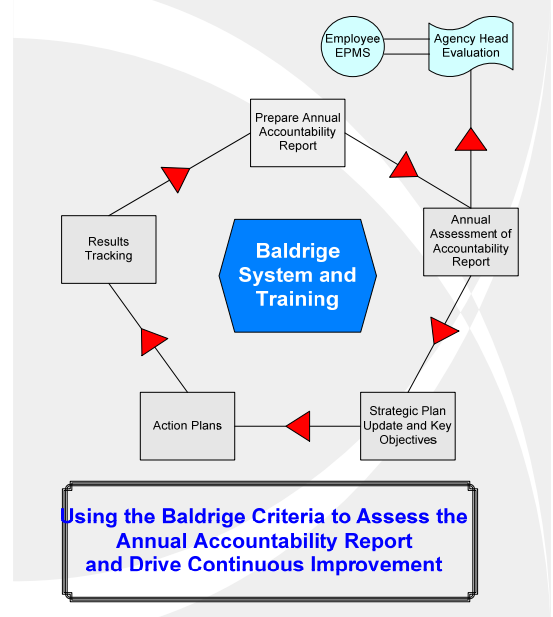 Employee
EPMS
Agency Head
Evaluation
Prepare Annual
Accountability
Report
Annual
Assessment of
Accountability
Report
Results
Tracking
Baldrige
System and
Training
Action Plans
Strategic Plan
Update and Key
Objectives
Using the Baldrige Criteria to Assess the
Annual Accountability Report
and Drive Continuous Improvement